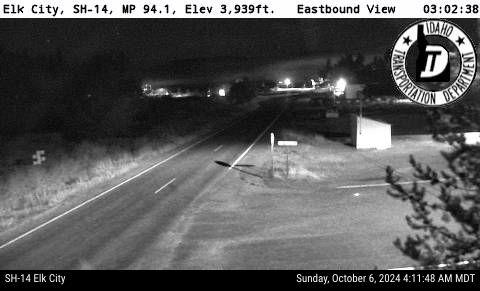 Elk City, SH-14, MP 94.1, Elev 3,939ft. Eastbound View 03:02:38
IDAHO
TRANSPORTATION DEPARTMENT
SH-14 Elk City Sunday, October 6, 2024 4:11:48 AM MDT